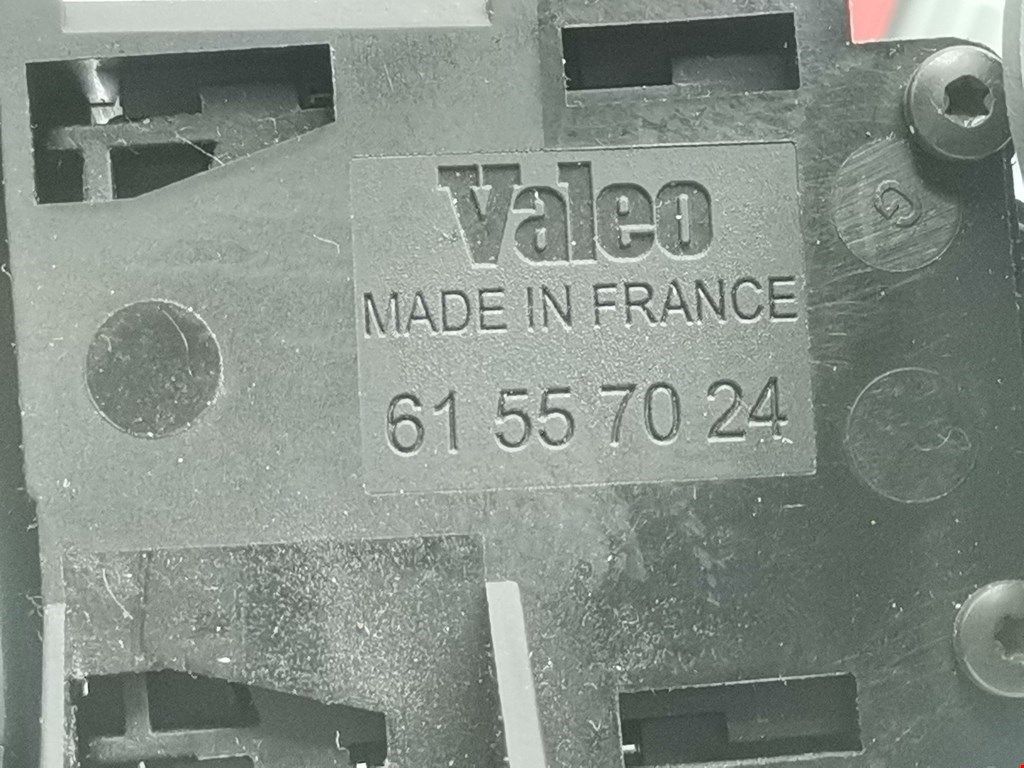 Valeo
MADE IN FRANCE
61 55 70 24
G